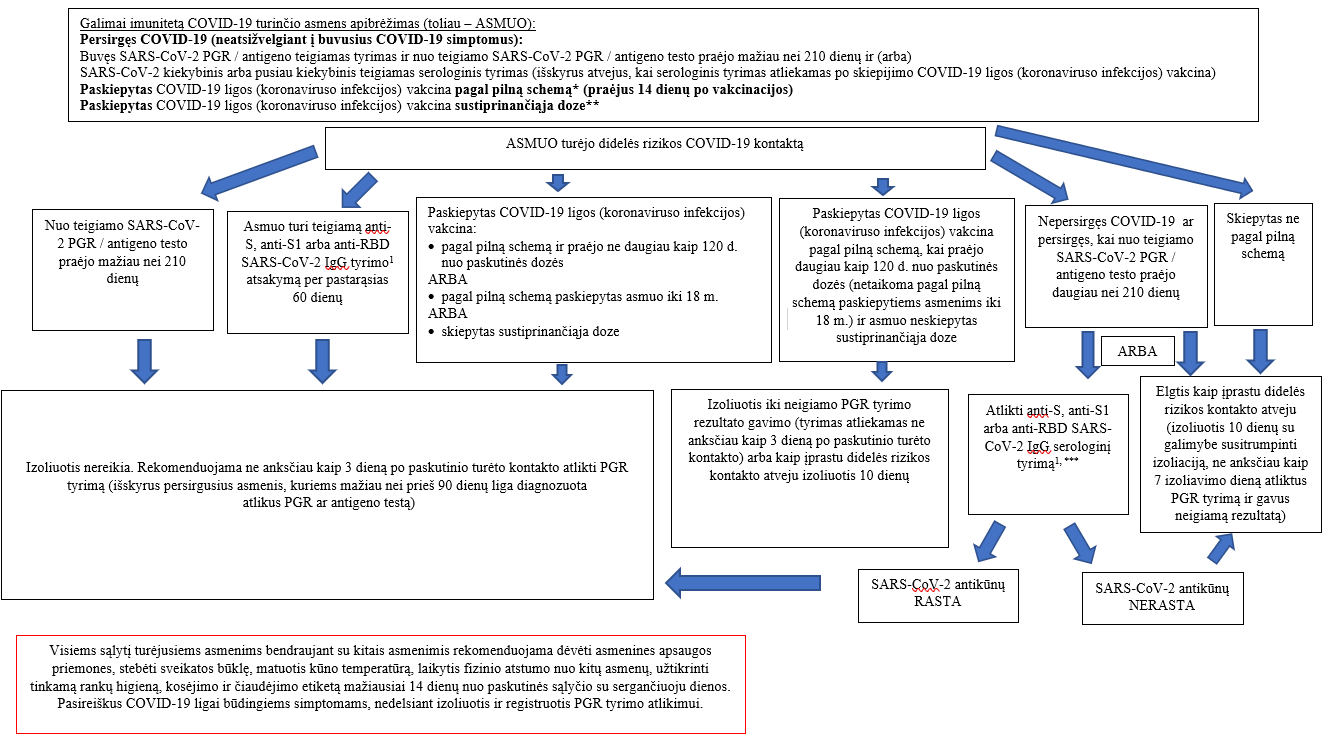 Galimai imunitetą COVID-19 turinčio asmens apibrėžimas (toliau – ASMUO):
Persirgęs COVID-19 (neatsižvelgiant į buvusius COVID-19 simptomus):
Buvęs SARS-CoV-2 PGR / antigeno teigiamas tyrimas ir nuo teigiamo SARS-CoV-2 PGR / antigeno testo praėjo mažiau nei 210 dienų ir (arba)
SARS-CoV-2 kiekybinis arba pusiau kiekybinis teigiamas serologinis tyrimas (išskyrus atvejus, kai serologinis tyrimas atliekamas po skiepijimo COVID-19 ligos (koronaviruso infekcijos) vakcina)
Paskiepytas COVID-19 ligos (koronaviruso infekcijos) vakcina pagal pilną schemą* (praėjus 14 dienų po vakcinacijos)
Paskiepytas COVID-19 ligos (koronaviruso infekcijos) vakcina sustiprinančiąja doze**
ASMUO turėjo didelės rizikos COVID-19 kontaktą
Nuo teigiamo SARS-CoV-
2 PGR / antigeno testo
praėjo mažiau nei 210
dienų
Asmuo turi teigiamą anti-
S, anti-S1 arba anti-RBD
SARS-CoV-2 IgG tyrimo1
atsakymą per pastarąsias
60 dienų
Paskiepytas COVID-19 ligos (koronaviruso infekcijos)
vakcina:
• pagal pilną schemą ir praėjo ne daugiau kaip 120 d.
nuo paskutinės dozės
ARBA
• pagal pilną schemą paskiepytas asmuo iki 18 m.
ARBA
• skiepytas sustiprinančiąja doze
Paskiepytas COVID-19 ligos
(koronaviruso infekcijos) vakcina
pagal pilną schemą, kai praėjo
daugiau kaip 120 d. nuo paskutinės
dozės (netaikoma pagal pilną
schemą paskiepytiems asmenims iki
18 m.) ir asmuo neskiepytas
sustiprinančiąja doze
Nepersirgęs COVID-19 ar
persirgęs, kai nuo teigiamo
SARS-CoV-2 PGR /
antigeno testo praėjo
daugiau nei 210 dienų
Skiepytas ne
pagal pilną
schemą
ARBA
Izoliuotis nereikia. Rekomenduojama ne anksčiau kaip 3 dieną po paskutinio turėto kontakto atlikti PGR
tyrimą (išskyrus persirgusius asmenis, kuriems mažiau nei prieš 90 dienų liga diagnozuota
atlikus PGR ar antigeno testą)
Izoliuotis iki neigiamo PGR tyrimo
rezultato gavimo (tyrimas atliekamas ne
anksčiau kaip 3 dieną po paskutinio turėto
kontakto) arba kaip įprastu didelės rizikos
kontakto atveju izoliuotis 10 dienų
Atlikti anti-S, anti-S1
arba anti-RBD SARS-
CoV-2 IgG serologinį
tyrimą1, ***
Elgtis kaip įprastu didelės
rizikos kontakto atveju
(izoliuotis 10 dienų su
galimybe susitrumpinti
izoliaciją, ne anksčiau kaip
7 izoliavimo dieną atliktus
PGR tyrimą ir gavus
neigiamą rezultatą)
SARS-CoV-2 antikūnų
RASTA
SARS-CoV-2 antikūnų
NERASTA
Visiems sąlytį turėjusiems asmenims bendraujant su kitais asmenimis rekomenduojama dėvėti asmenines apsaugos
priemones, stebėti sveikatos būklę, matuotis kūno temperatūrą, laikytis fizinio atstumo nuo kitų asmenų, užtikrinti
tinkamą rankų higieną, kosėjimo ir čiaudėjimo etiketą mažiausiai 14 dienų nuo paskutinės sąlyčio su sergančiuoju dienos.
Pasireiškus COVID-19 ligai būdingiems simptomams, nedelsiant izoliuotis ir registruotis PGR tyrimo atlikimui.